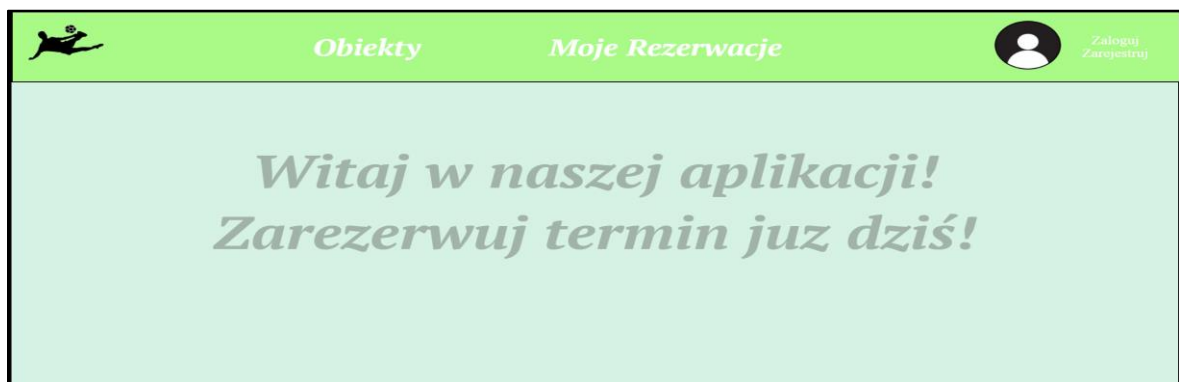 Obiekty
Moje Rezerwacje
Zaloguj
Zarejestruj
Witaj w naszej aplikacji!
Zarezerwuj termin juz dziś!